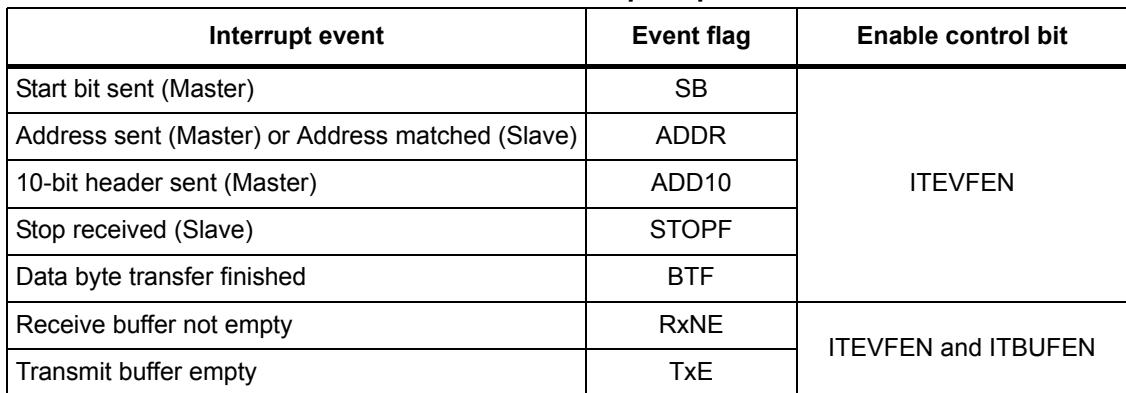 Interrupt event Event flag Enable control bit
Start bit sent (Master) SB
Address sent (Master) or Address matched (Slave) ADDR
10-bit header sent (Master) ADD10 ITEVFEN
Stop received (Slave) STOPF
Data byte transfer finished BTF
Receive buffer not empty RxNE
ITEVFEN and ITBUFEN
Transmit buffer empty TxE